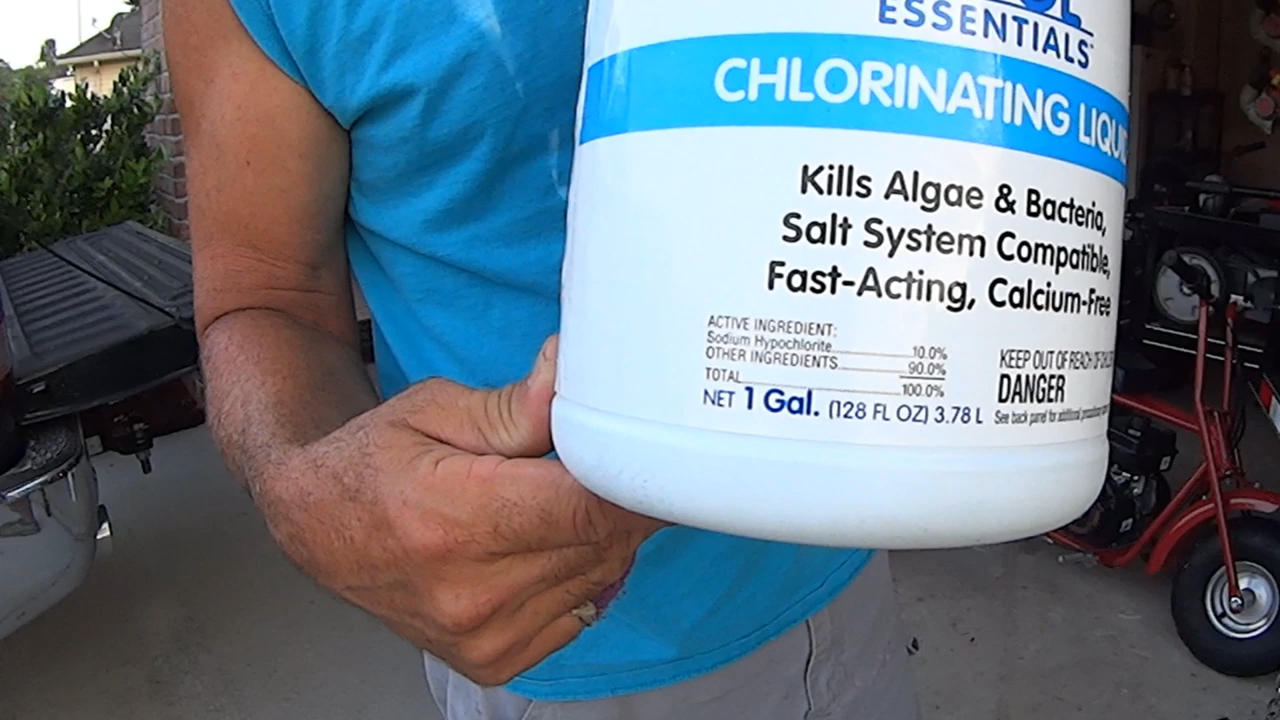 ESSENTIALS
CHLORINATING
Kills Algae & Bacteria,
Salt System Compatible,
Fast-Acting, Calcium-Free
ACTIVE INGREDIENT:
Sodium Hypochlorite 10.0%
OTHER INGREDIENTS 90.0%
TOTAL 100.0%
NET 1 Gal. (128 FL OZ) 3.78 L
KEEP OUT OF REACH OF
DANGER
See back panel for additional precautionary